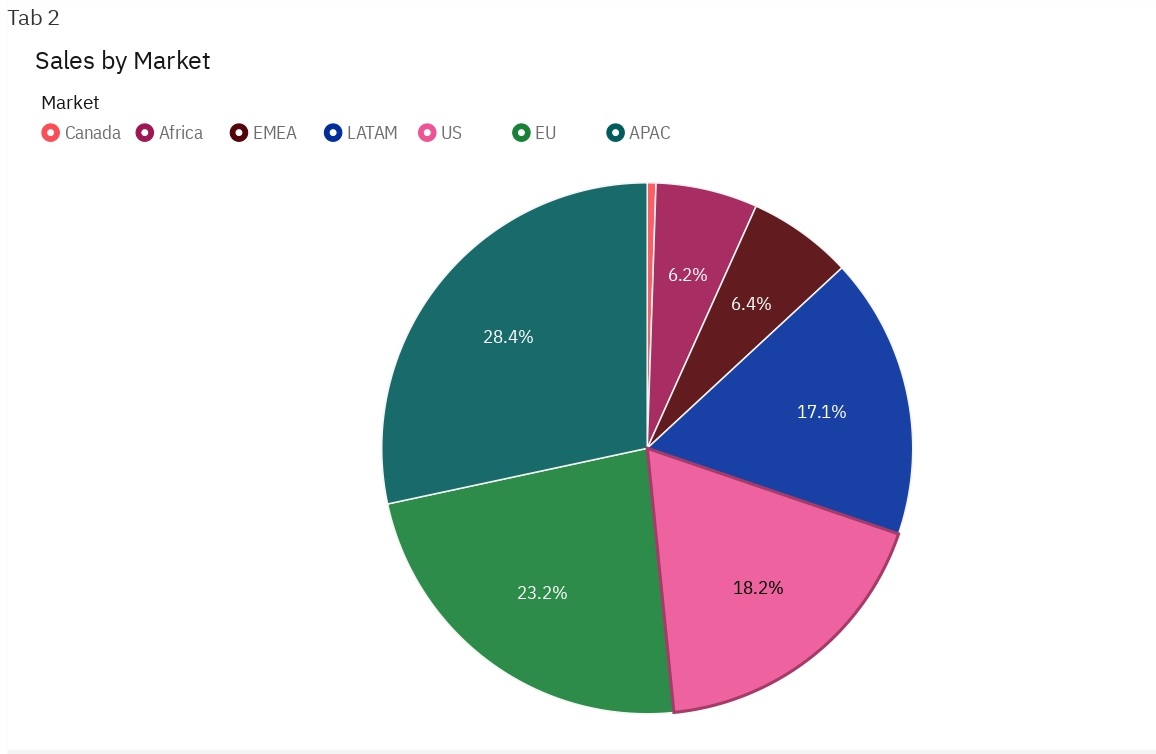 Tab 2
Sales by Market
Market
Canada Africa EMEA LATAM US EU APAC
6.2%
6.4%
28.4%
17.1%
18.2%
23.2%